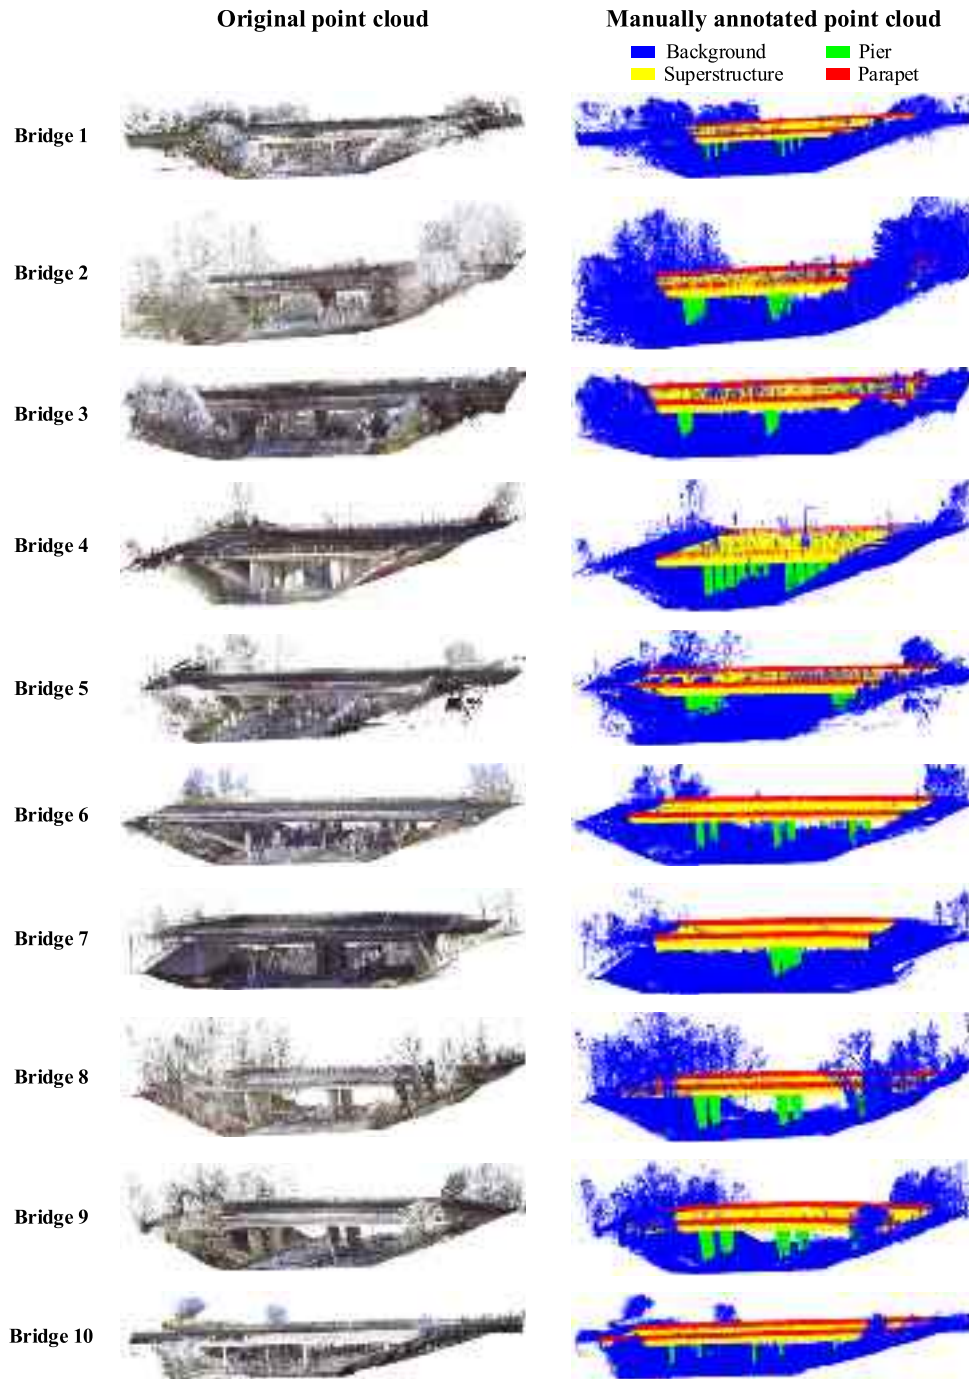 Original point cloud
Manually annotated point cloud
Background
Pier
Superstructure
Parapet
Bridge 1
Bridge 2
Bridge 3
Bridge 4
Bridge 5
Bridge 6
Bridge 7
Bridge 8
Bridge 9
Bridge 10